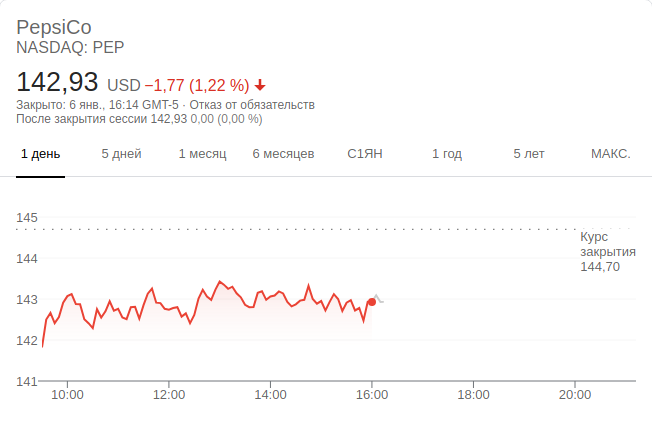 PepsiCo
NASDAQ: PEP
142,93 USD −1,77 (1,22 %)
Закрыто: 6 янв., 16:14 GMT-5 · Отказ от обязательств
После закрытия сессии 142,93 0,00 (0,00 %)
1 день 5 дней 1 месяц 6 месяцев С1ЯН 1 год 5 лет МАКС.
145
Курс
закрытия
144,70
144
143
142
141
10:00 12:00 14:00 16:00 18:00 20:00